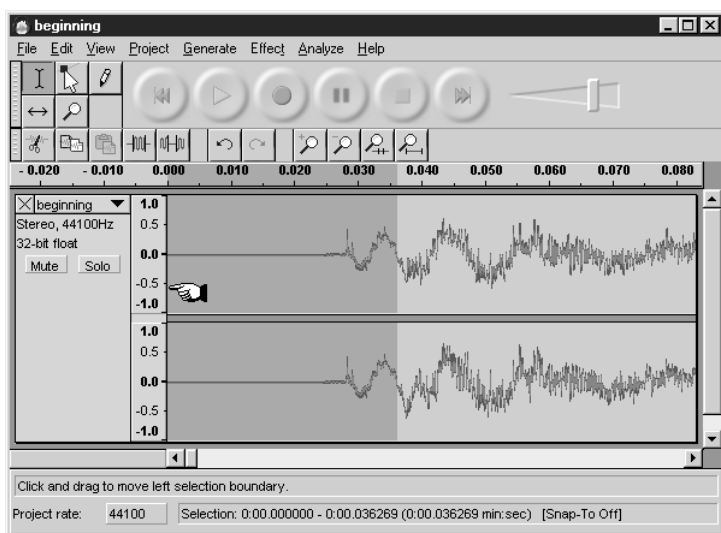 beginning
File Edit View Project Generate Effect Analyze Help
- 0.020 - 0.010 0.000 0.010 0.020 0.030 0.040 0.050 0.060 0.070 0.080
beginning
Stereo, 44100Hz
32-bit float
Mute Solo
1.0
0.5
0.0
-0.5
-1.0
1.0
0.5
0.0
-0.5
-1.0
Click and drag to move left selection boundary.
Project rate: 44100 Selection: 0:00.000000 - 0:00.036269 (0:00.036269 min:sec) [Snap-To Off]